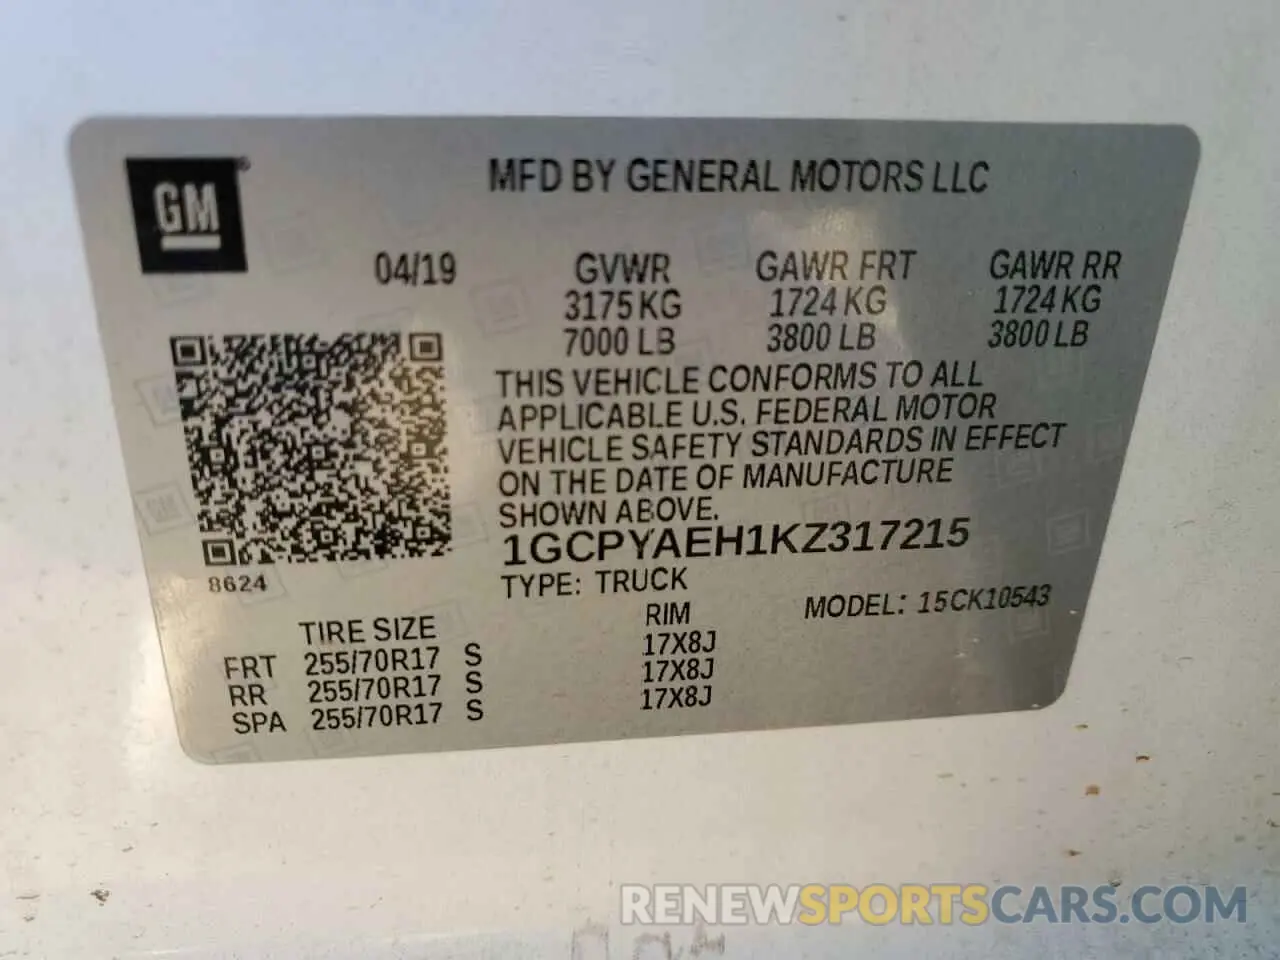 GM®
MFD BY GENERAL MOTORS LLC
04/19
GVWR GAWR FRT GAWR RR
3175 KG 1724 KG 1724 KG
7000 LB 3800 LB 3800 LB
THIS VEHICLE CONFORMS TO ALL
APPLICABLE U.S. FEDERAL MOTOR
VEHICLE SAFETY STANDARDS IN EFFECT
ON THE DATE OF MANUFACTURE
SHOWN ABOVE.
1GCPYAEH1KZ317215
8624
TYPE: TRUCK
MODEL: 15CK10543
TIRE SIZE RIM
FRT 255/70R17 S 17X8J
RR 255/70R17 S 17X8J
SPA 255/70R17 S 17X8J
RENEWSPORTSCARS.COM